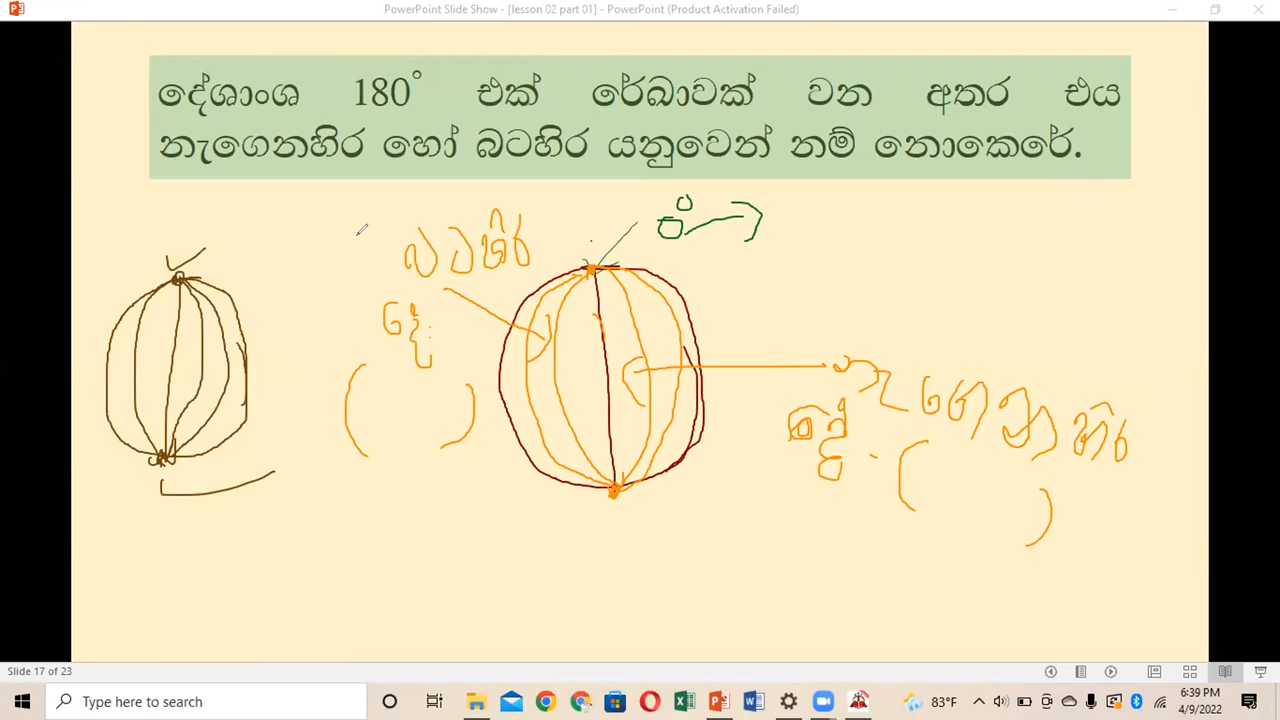 PowerPoint Slide Show - [lesson 02 part 01] - PowerPoint (Product Activation Failed)
දේශාංශ 180° එක් රේඛාවක් වන අතර එය
නැගෙනහිර හෝ බටහිර යනුවෙන් නම් නොකෙරේ.
0°
බටහිර
දේ.
නැගෙනාහිර
( )
( )
Slide 17 of 23
Type here to search
83°F
6:39 PM
4/9/2022